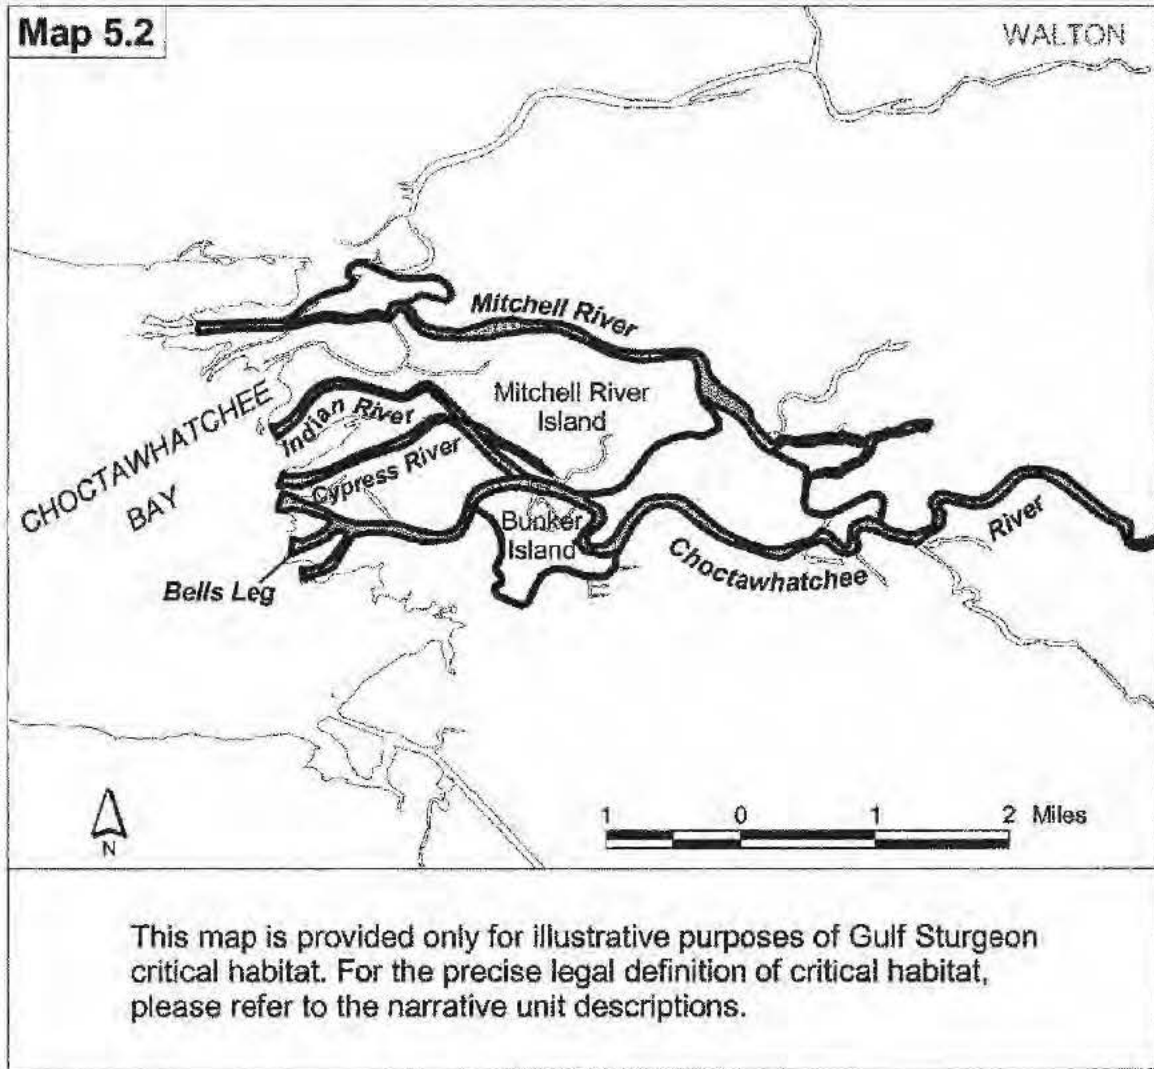 Map 5.2
WALTON
Mitchell River
Mitchell River
Island
CHOCTAWHATCHEE
BAY
Indian River
Cypress River
Bunker
Island
Choctawhatchee
River
Bells Leg
N
1 0 1 2 Miles
This map is provided only for illustrative purposes of Gulf Sturgeon
critical habitat. For the precise legal definition of critical habitat,
please refer to the narrative unit descriptions.